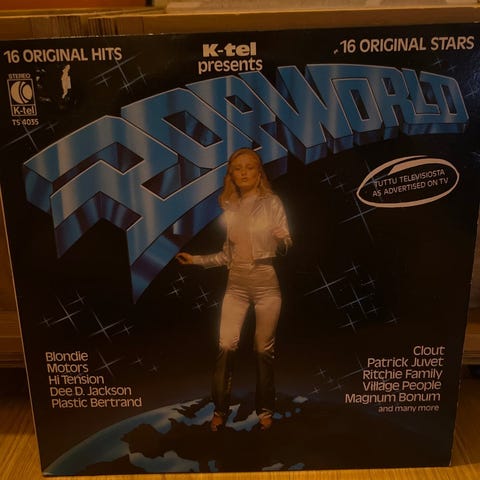 16 ORIGINAL HITS
K-tel
presents
16 ORIGINAL STARS
STEREO
K-tel
TS 4035
POPWORLD
TUTTU TELEVISIOSTA
AS ADVERTISED ON TV
Blondie
Motors
Hi Tension
Dee D. Jackson
Plastic Bertrand
Clout
Patrick Juvet
Ritchie Family
Village People
Magnum Bonum
and many more